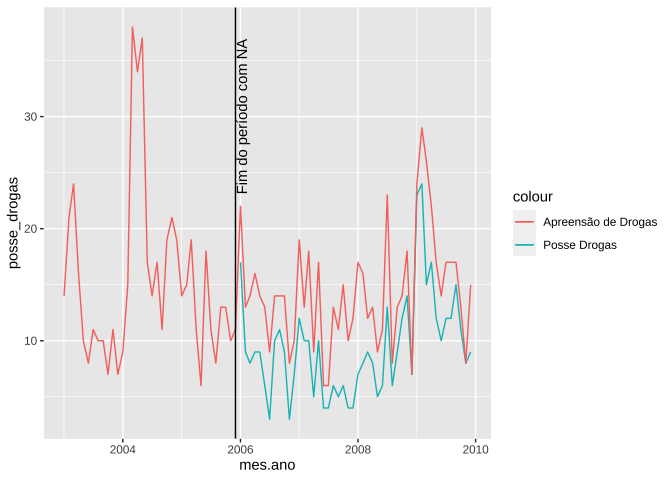 posse_drogas
30
20
10
Fim do período com NA
2004
2006
2008
2010
mes.ano
colour
Apreensão de Drogas
Posse Drogas